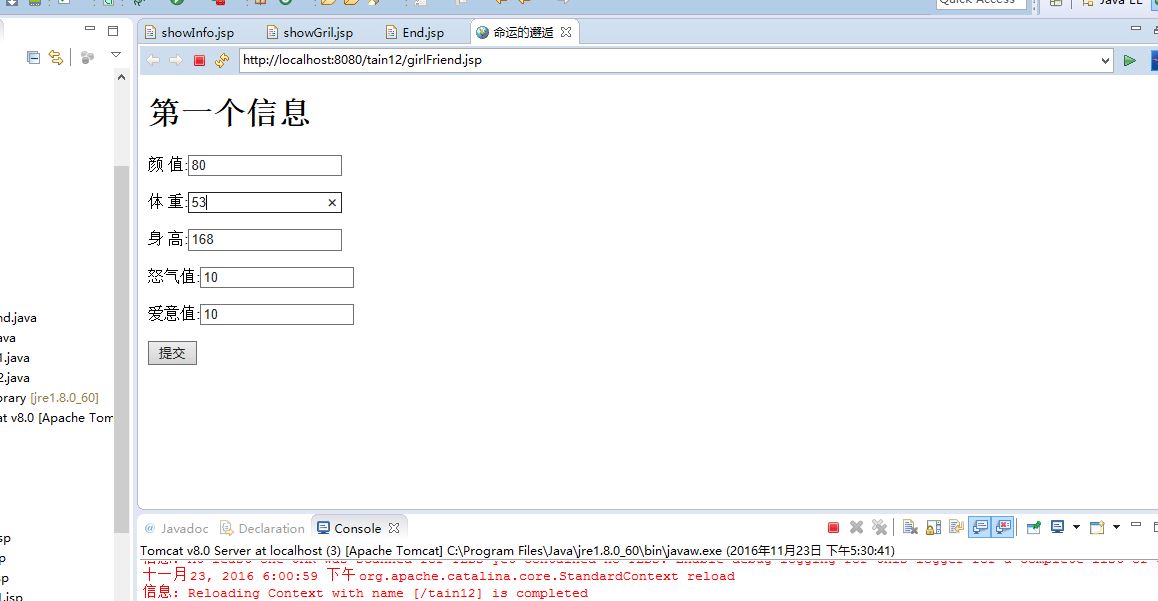 Quick Access
Java EE
showInfo.jsp
showGril.jsp
End.jsp
命运的邂逅
http://localhost:8080/tain12/girlFriend.jsp
第一个信息
颜 值:80
体 重:53
身 高:168
怒气值:10
爱意值:10
提交
nd.java
ava
1.java
2.java
orary [jre1.8.0_60]
at v8.0 [Apache Tom
sp
p
sp
l.jsp
@ Javadoc
Declaration
Console
Tomcat v8.0 Server at localhost (3) [Apache Tomcat] C:\Program Files\Java\jre1.8.0_60\bin\javaw.exe (2016年11月23日 下午5:30:41)
十一月 23, 2016 6:00:59 下午 org.apache.catalina.core.StandardContext reload
信息: Reloading Context with name [/tain12] is completed